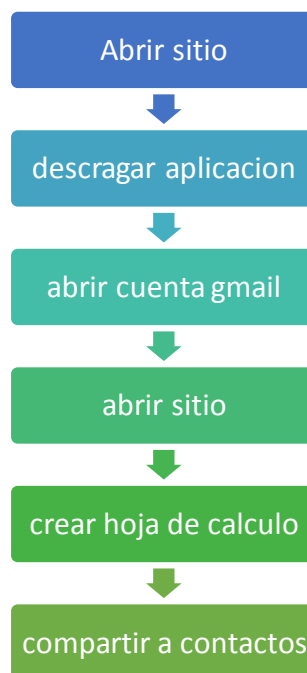 Abrir sitio
descragar aplicacion
abrir cuenta gmail
abrir sitio
crear hoja de calculo
compartir a contactos